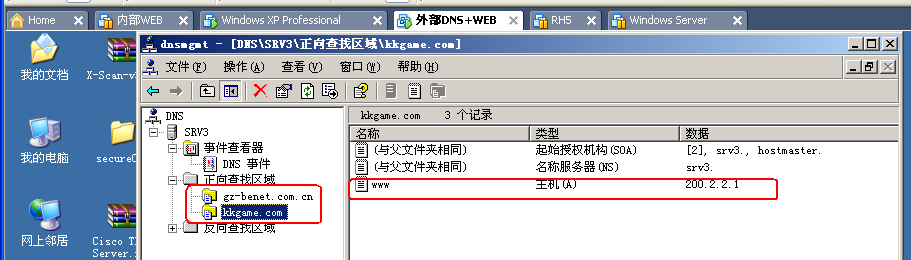 Home 内部WEB Windows XP Professional 外部DNS+WEB RH5 Windows Server
我的文档
X-Scan-v
我的电脑
secureC
网上邻居
Cisco T
Server.
dnsmgmt - [DNS\SRV3\正向查找区域\kkgame.com]
文件(F) 操作(A) 查看(V) 窗口(W) 帮助(H)
DNS
SRV3
事件查看器
DNS 事件
正向查找区域
gz-benet.com.cn
kkgame.com
反向查找区域
kkgame.com 3 个记录
名称 类型 数据
(与父文件夹相同) 起始授权机构(SOA) [2], srv3., hostmaster.
(与父文件夹相同) 名称服务器(NS) srv3.
www 主机(A) 200.2.2.1